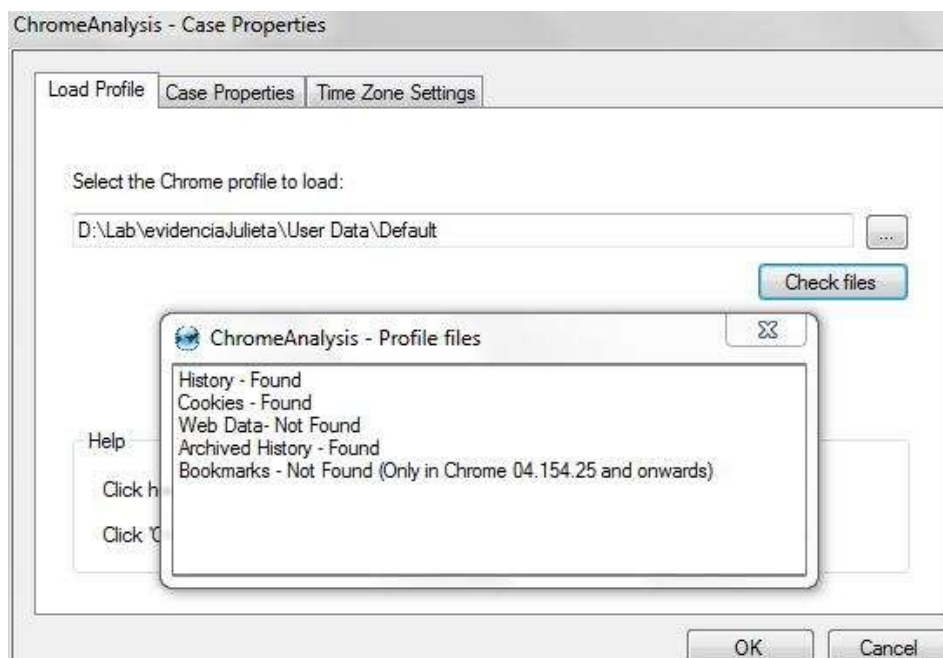 ChromeAnalysis - Case Properties
Load Profile
Case Properties
Time Zone Settings
Select the Chrome profile to load:
D:\Lab\evidenciaJulieta\User Data\Default
...
Check files
ChromeAnalysis - Profile files
History - Found
Cookies - Found
Web Data- Not Found
Archived History - Found
Bookmarks - Not Found (Only in Chrome 04.154.25 and onwards)
Help
Click
Click
OK
Cancel